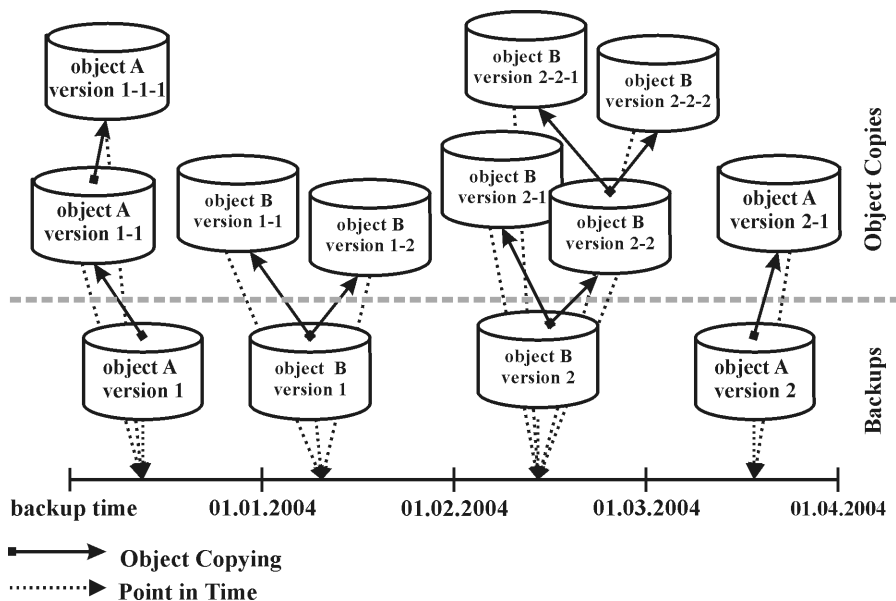 object A
version 1-1-1
object B
version 2-2-1
object B
version 2-2-2
object A
version 1-1
object B
version 1-1
object B
version 1-2
object B
version 2-1
object B
version 2-2
object A
version 2-1
Object Copies
object A
version 1
object B
version 1
object B
version 2
object A
version 2
Backups
backup time
01.01.2004
01.02.2004
01.03.2004
01.04.2004
Object Copying
Point in Time